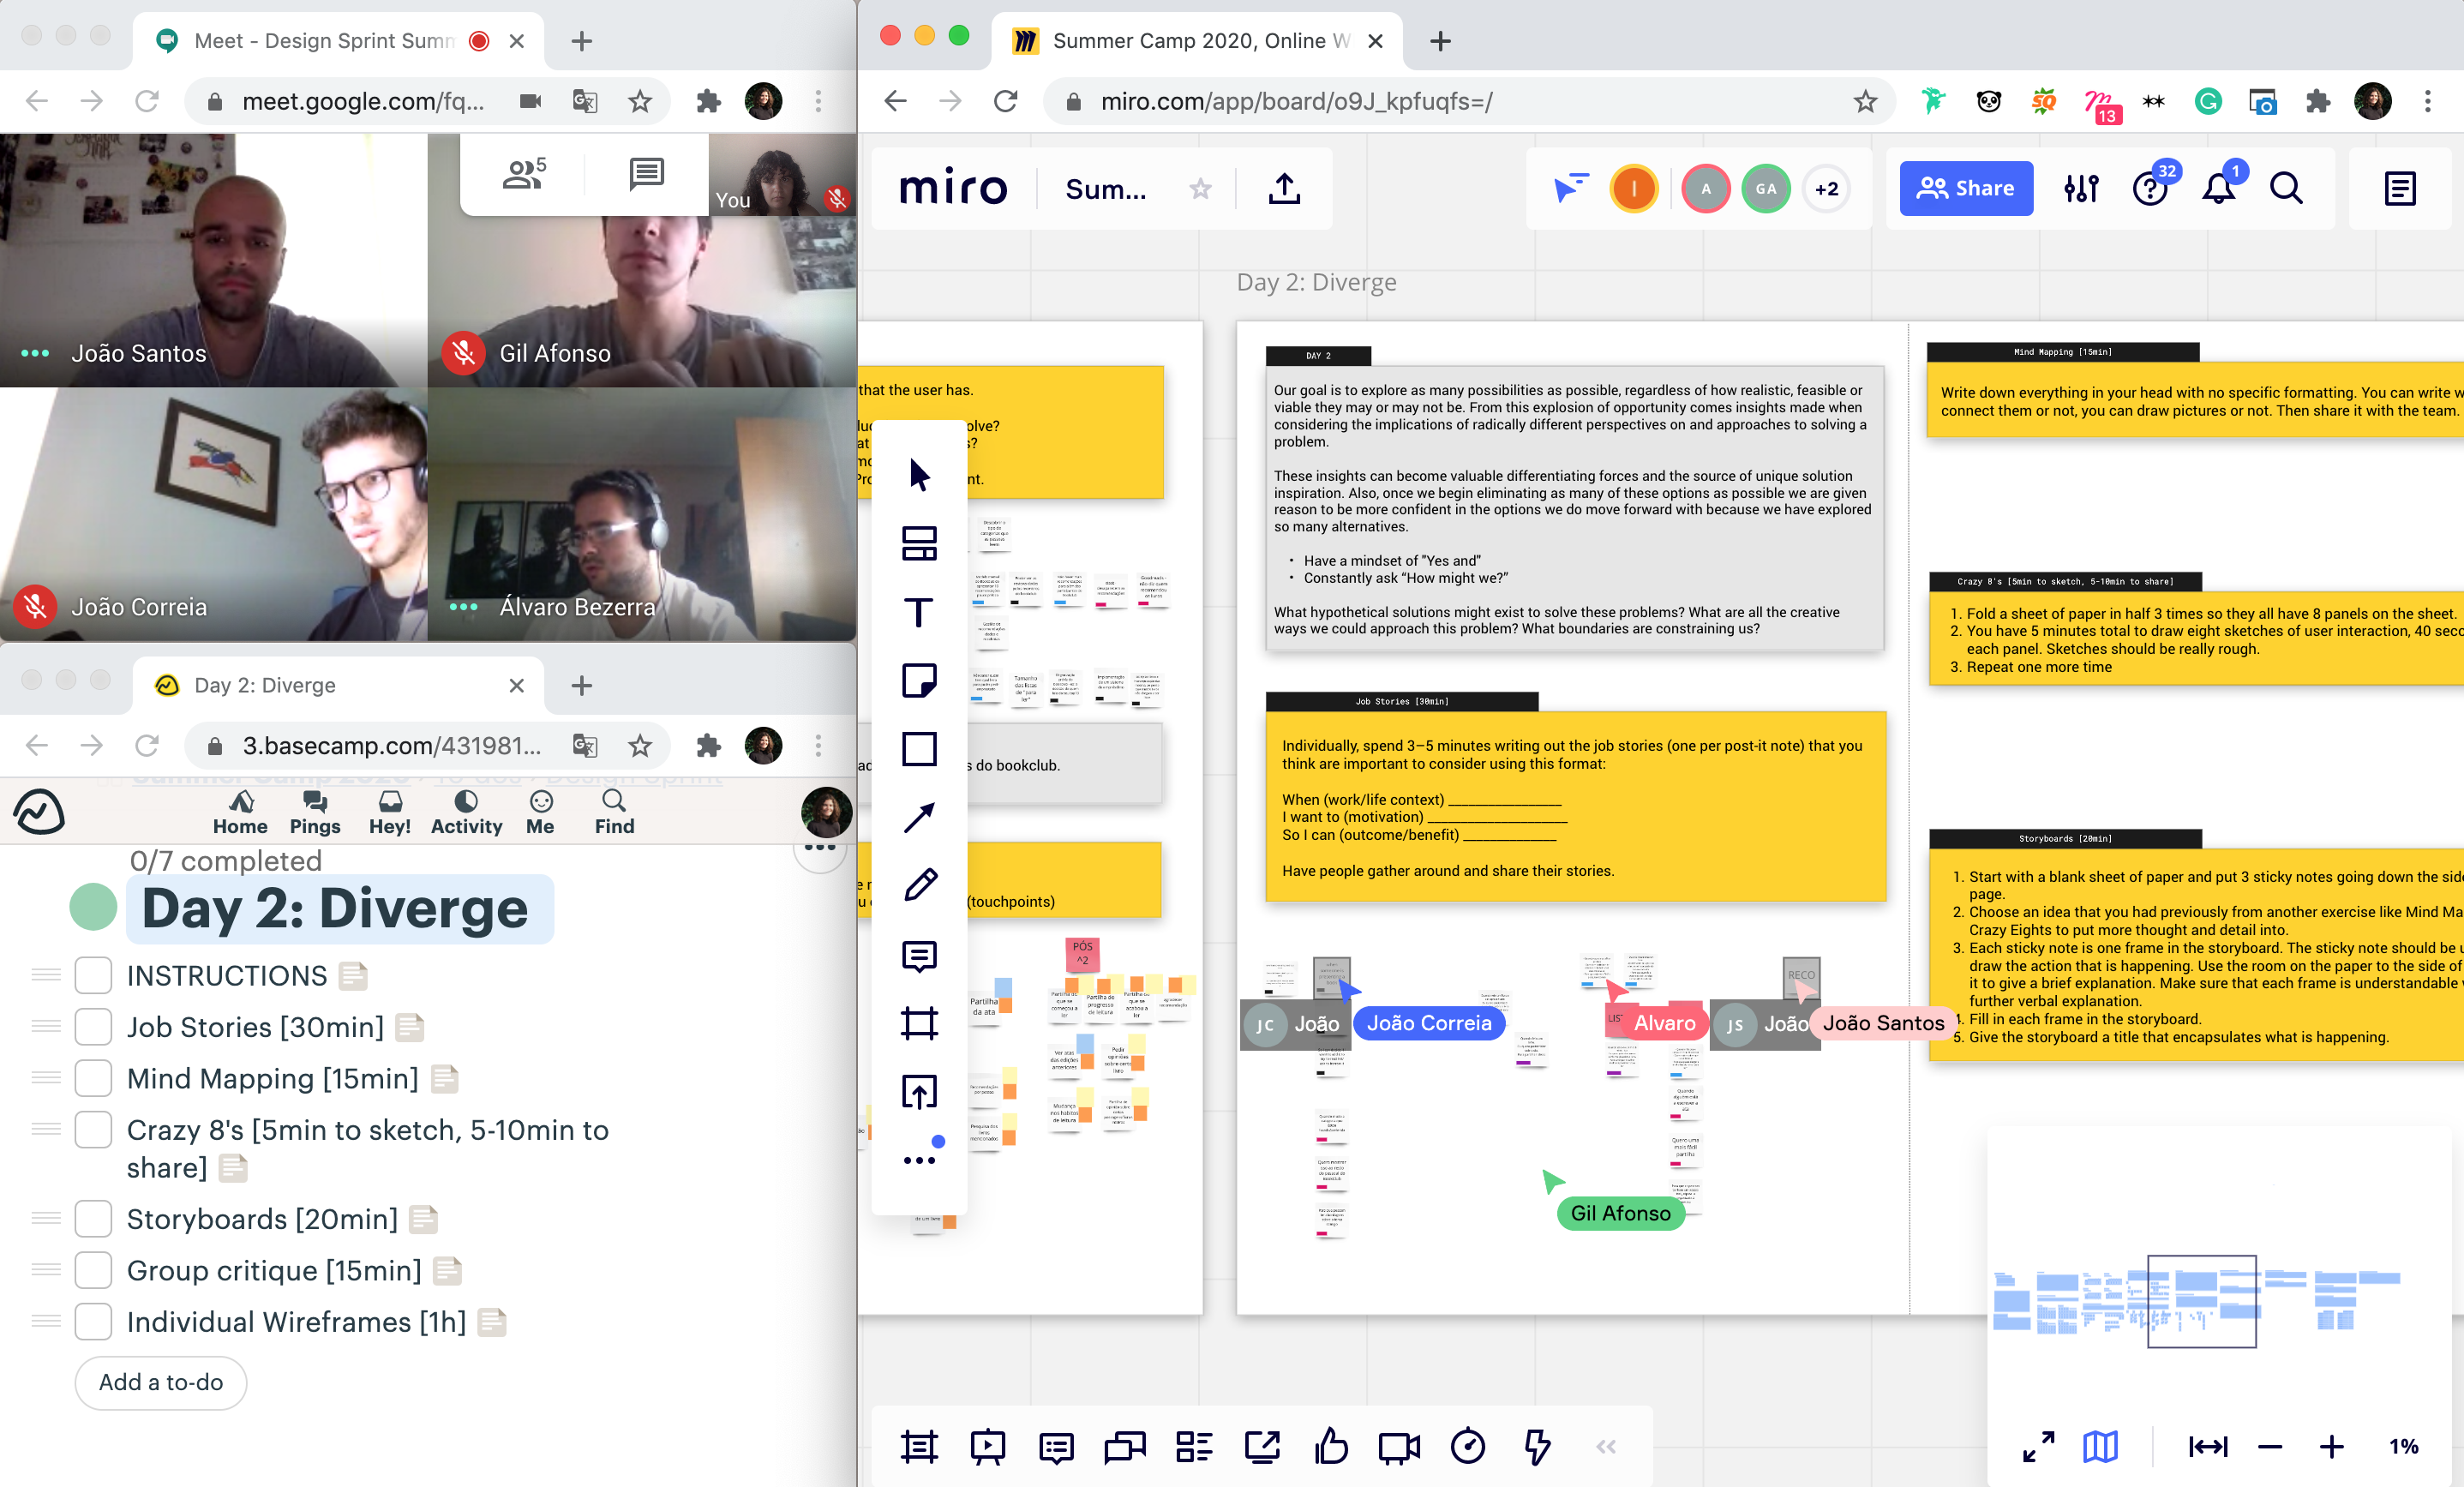 Meet - Design Sprint Summ
meet.google.com/fq...
5
You
João Santos
Gil Afonso
João Correia
Álvaro Bezerra
Day 2: Diverge
3.basecamp.com/431981...
Summer Camp 2020
Design Sprint
Home
Pings
Hey!
Activity
Me
Find
0/7 completed
Day 2: Diverge
INSTRUCTIONS
Job Stories [30min]
Mind Mapping [15min]
Crazy 8's [5min to sketch, 5-10min to
share]
Storyboards [20min]
Group critique [15min]
Individual Wireframes [1h]
Add a to-do
Summer Camp 2020, Online W
miro.com/app/board/o9J_kpfuqfs=/
13
miro
Sum...
I
A
GA
+2
Share
32
1
Day 2: Diverge
that the user has.
olve?
s?
nt.
s do bookclub.
(touchpoints)
PÓS
^2
Partilha
da ata
Ver atas
das edições
anteriores
Mudança
nos hábitos
de leitura
DAY 2
Our goal is to explore as many possibilities as possible, regardless of how realistic, feasible or
viable they may or may not be. From this explosion of opportunity comes insights made when
considering the implications of radically different perspectives on and approaches to solving a
problem.
These insights can become valuable differentiating forces and the source of unique solution
inspiration. Also, once we begin eliminating as many of these options as possible we are given
reason to be more confident in the options we do move forward with because we have explored
so many alternatives.
• Have a mindset of "Yes and"
• Constantly ask “How might we?”
What hypothetical solutions might exist to solve these problems? What are all the creative
ways we could approach this problem? What boundaries are constraining us?
Job Stories [30min]
Individually, spend 3–5 minutes writing out the job stories (one per post-it note) that you
think are important to consider using this format:
When (work/life context) ________________
I want to (motivation) ____________________
So I can (outcome/benefit) _____________
Have people gather around and share their stories.
RECO
JC João
João Correia
LIS
Alvaro
JS João
João Santos
Gil Afonso
Mind Mapping [15min]
Write down everything in your head with no specific formatting. You can write w
connect them or not, you can draw pictures or not. Then share it with the team.
Crazy 8's [5min to sketch, 5-10min to share]
1. Fold a sheet of paper in half 3 times so they all have 8 panels on the sheet.
2. You have 5 minutes total to draw eight sketches of user interaction, 40 seco
each panel. Sketches should be really rough.
3. Repeat one more time
Storyboards [20min]
1. Start with a blank sheet of paper and put 3 sticky notes going down the side
page.
2. Choose an idea that you had previously from another exercise like Mind Ma
Crazy Eights to put more thought and detail into.
3. Each sticky note is one frame in the storyboard. The sticky note should be u
draw the action that is happening. Use the room on the paper to the side of
it to give a brief explanation. Make sure that each frame is understandable
further verbal explanation.
4. Fill in each frame in the storyboard.
5. Give the storyboard a title that encapsulates what is happening.
1%